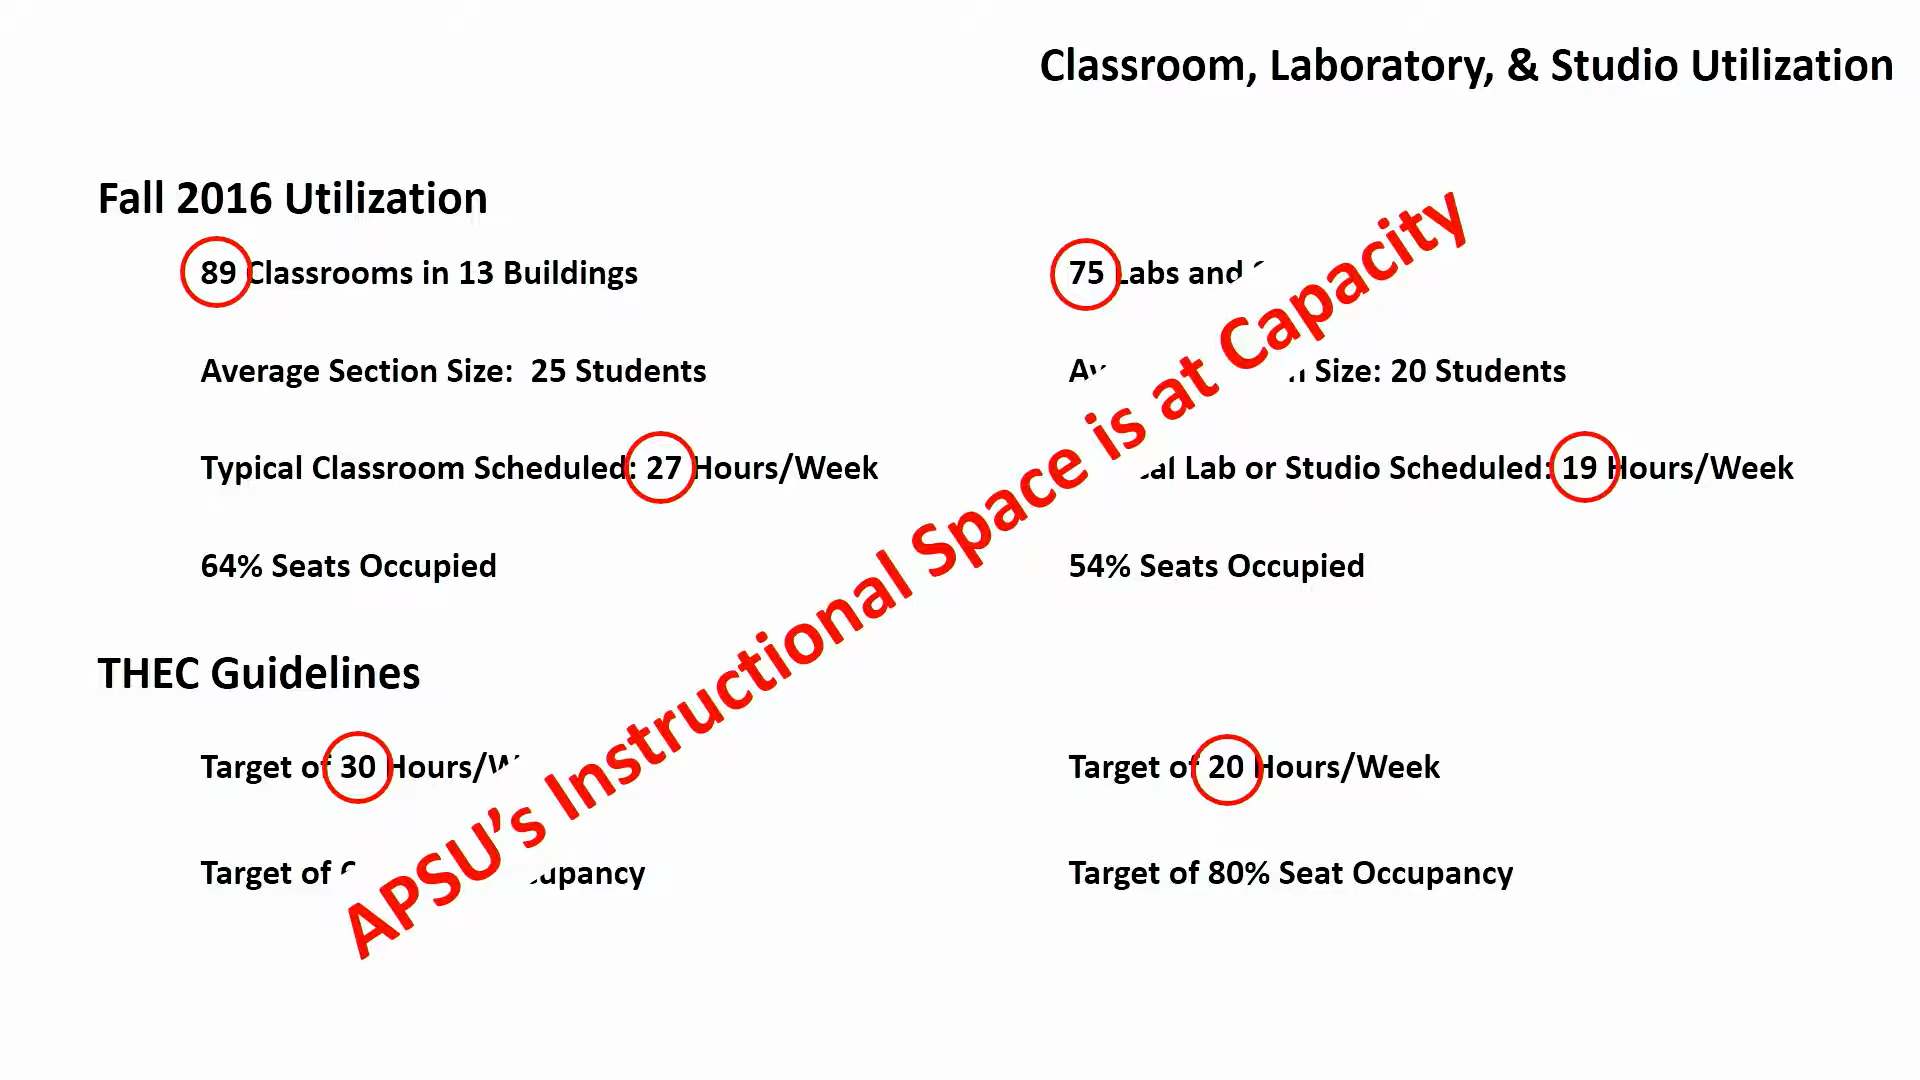 Classroom, Laboratory, & Studio Utilization
Fall 2016 Utilization
89 Classrooms in 13 Buildings
Average Section Size:  25 Students
Typical Classroom Scheduled: 27 Hours/Week
64% Seats Occupied
75 Labs and
Size: 20 Students
Lab or Studio Scheduled: 19 Hours/Week
54% Seats Occupied
THEC Guidelines
Target of 30 Hours/
Target of
Target of 20 Hours/Week
Target of 80% Seat Occupancy
APSU’s Instructional Space is at Capacity